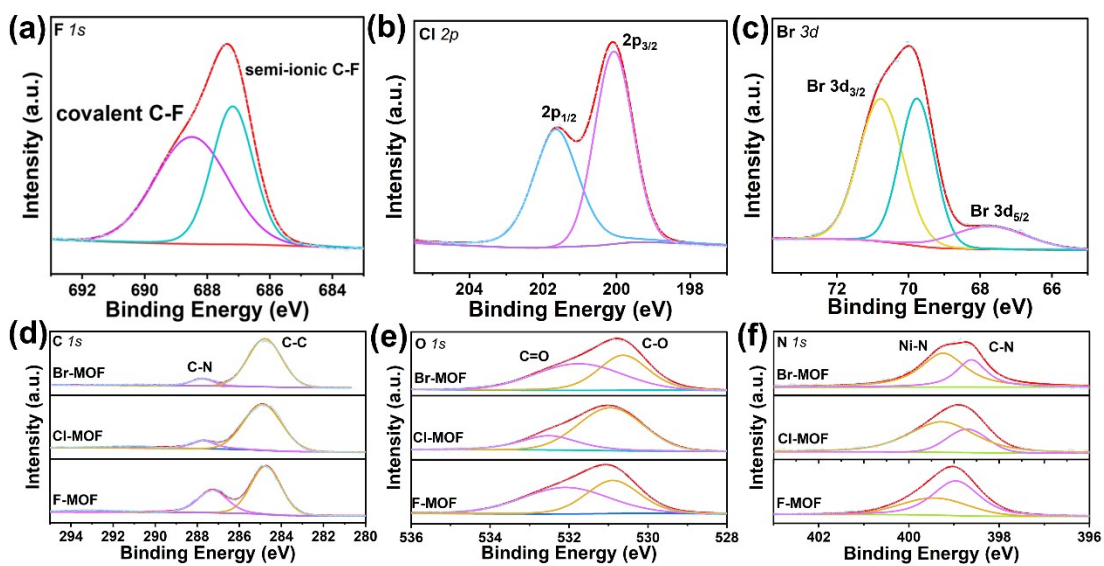 (a)
F 1s
semi-ionic C-F
covalent C-F
Intensity (a.u.)
692 690 688 686 684
Binding Energy (eV)
(b)
Cl 2p
2p3/2
2p1/2
Intensity (a.u.)
204 202 200 198
Binding Energy (eV)
(c)
Br 3d
Br 3d3/2
Br 3d5/2
Intensity (a.u.)
72 70 68 66
Binding Energy (eV)
(d)
C 1s
C-C
C-N
Br-MOF
Cl-MOF
F-MOF
Intensity (a.u.)
294 292 290 288 286 284 282 280
Binding Energy (eV)
(e)
O 1s
C=O
C-O
Br-MOF
Cl-MOF
F-MOF
Intensity (a.u.)
536 534 532 530 528
Binding Energy (eV)
(f)
N 1s
Ni-N
C-N
Br-MOF
Cl-MOF
F-MOF
Intensity (a.u.)
402 400 398 396
Binding Energy (eV)